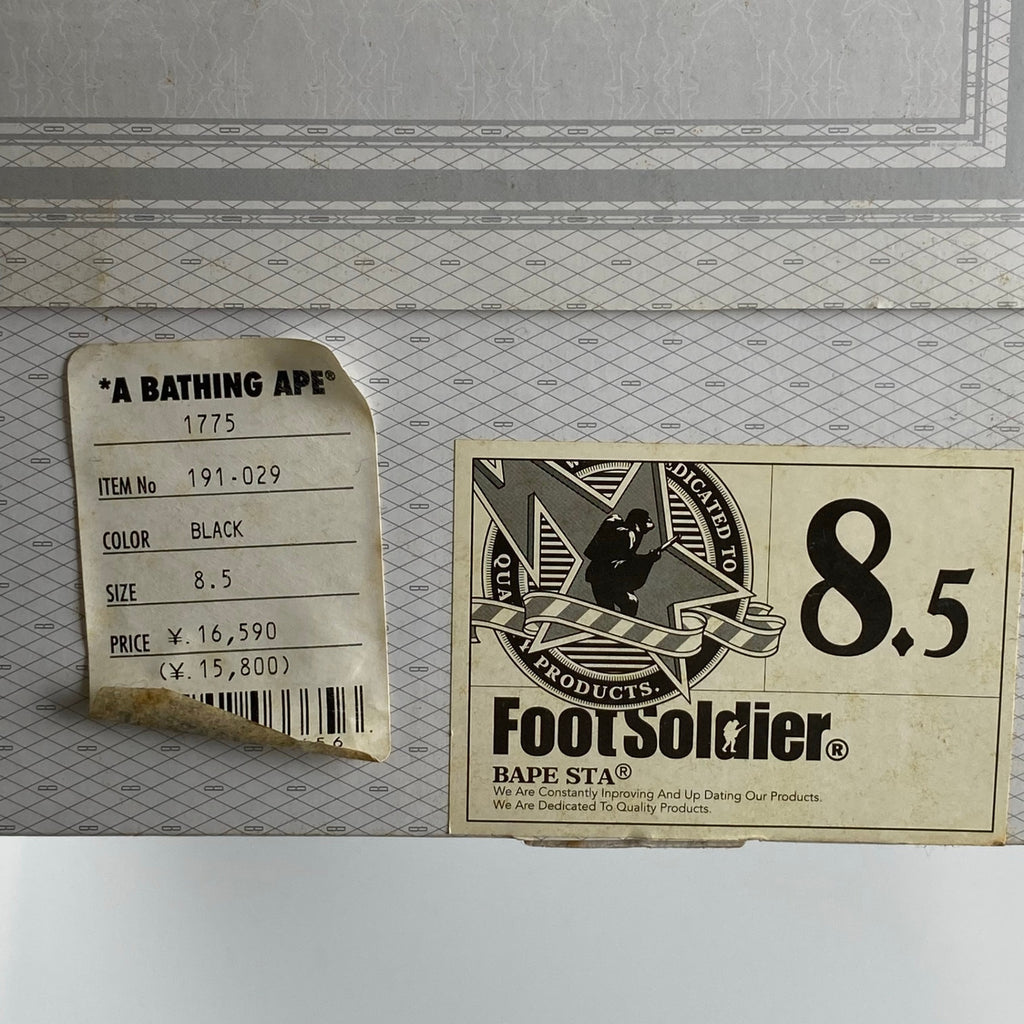 *A BATHING APE®
1775
ITEM No 191-029
COLOR BLACK
SIZE 8.5
PRICE ¥. 16,590
(¥. 15,800)
56
DEDICATED TO
QUA
PRODUCTS.
8.5
FootSoldier®
BAPE STA®
We Are Constantly Inproving And Up Dating Our Products.
We Are Dedicated To Quality Products.